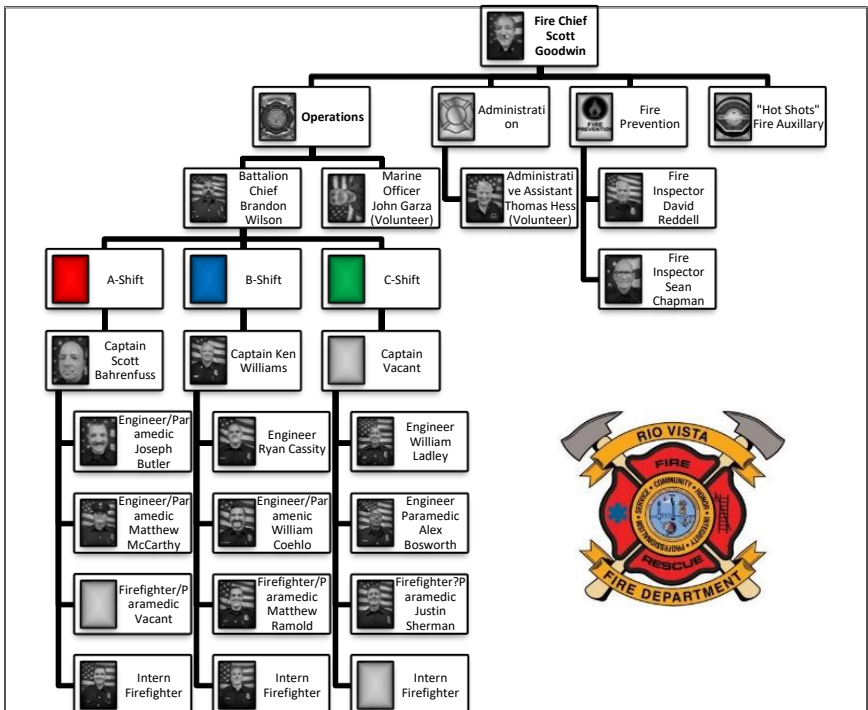 Fire Chief
Scott
Goodwin
Operations
Administrati
on
FIRE
PREVENTION
Fire
Prevention
"Hot Shots"
Fire Auxillary
Battalion
Chief
Brandon
Wilson
Marine
Officer
John Garza
(Volunteer)
Administrati
ve Assistant
Thomas Hess
(Volunteer)
Fire
Inspector
David
Reddell
Fire
Inspector
Sean
Chapman
A-Shift
B-Shift
C-Shift
Captain
Scott
Bahrenfuss
Captain Ken
Williams
Captain
Vacant
Engineer/Par
amedic
Joseph
Butler
Engineer
Ryan Cassity
Engineer
William
Ladley
Engineer/Par
amedic
Matthew
McCarthy
Engineer/Par
amenic
William
Coehlo
Engineer
Paramedic
Alex
Bosworth
Firefighter/P
aramedic
Vacant
Firefighter/P
aramedic
Matthew
Ramold
Firefighter?P
aramedic
Justin
Sherman
Intern
Firefighter
Intern
Firefighter
Intern
Firefighter
RIO VISTA
FIRE
SERVICE • COMMUNITY • HONOR • INTEGRITY
PROFESSIONALISM
RESCUE
FIRE DEPARTMENT